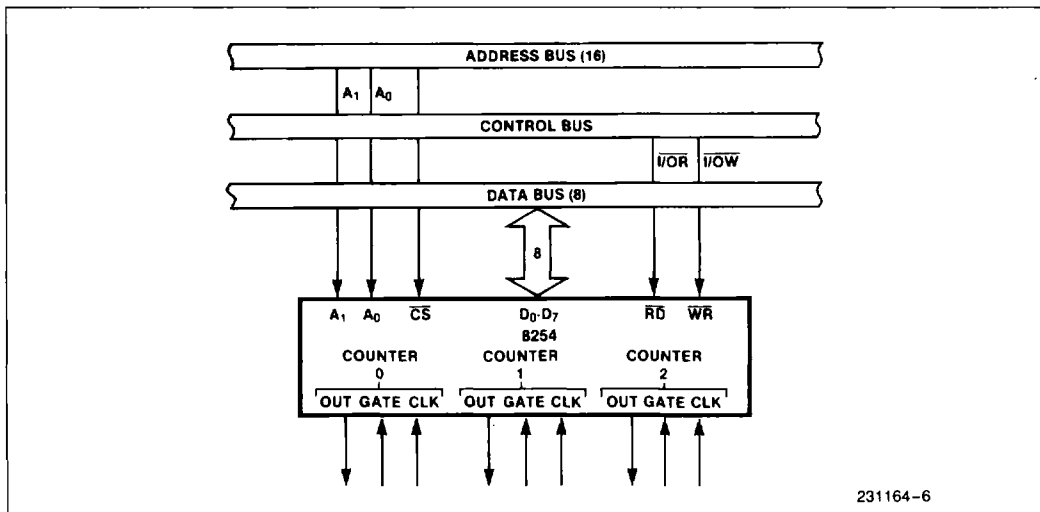 ADDRESS BUS (16)
A1 A0
CONTROL BUS
I/OR I/OW
DATA BUS (8)
8
A1 A0 CS D0-D7 RD WR
8254
COUNTER COUNTER COUNTER
0 1 2
OUT GATE CLK OUT GATE CLK OUT GATE CLK
231164-6